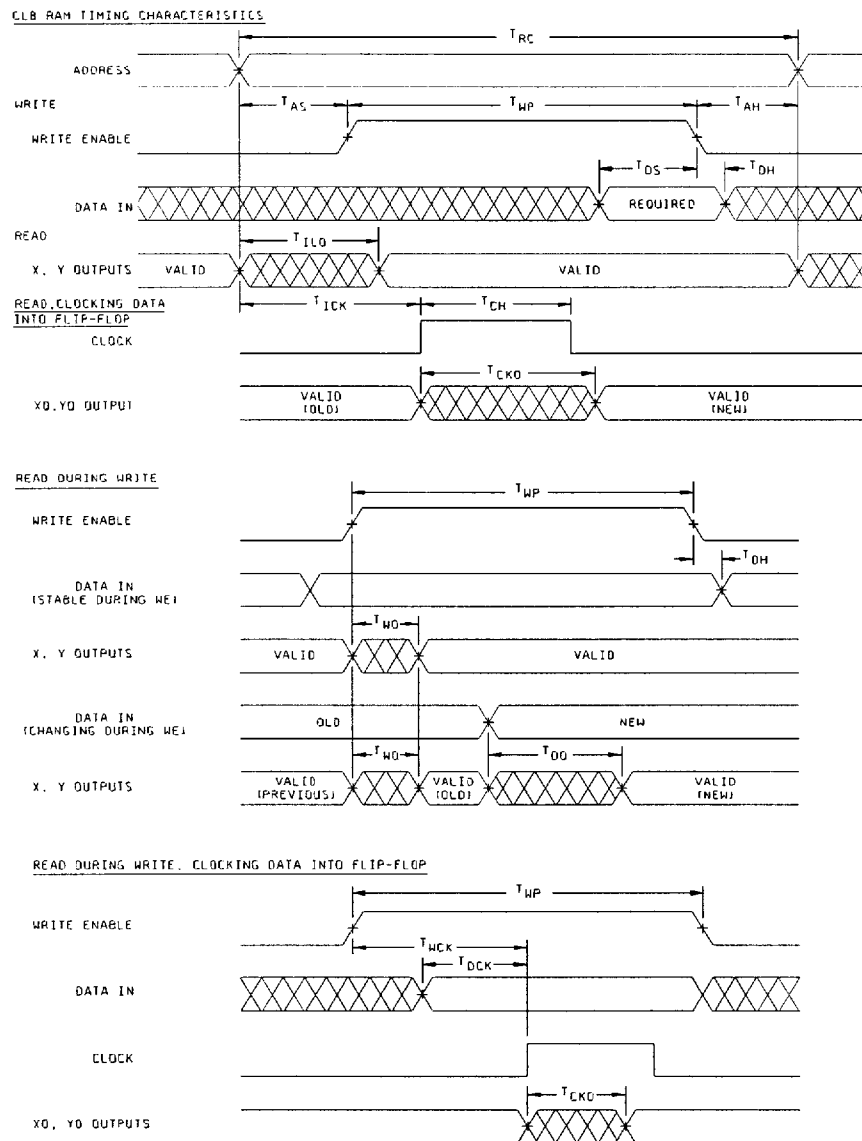 CLB RAM TIMING CHARACTERISTICS
T RC
ADDRESS
WRITE
T AS
T WP
T AH
WRITE ENABLE
T DS
T DH
DATA IN
REQUIRED
READ
T ILO
X, Y OUTPUTS
VALID
VALID
READ,CLOCKING DATA
INTO FLIP-FLOP
T ICK
T CH
CLOCK
T CKO
XQ,YQ OUTPUT
VALID
(OLD)
VALID
(NEW)
READ DURING WRITE
T WP
WRITE ENABLE
T DH
DATA IN
(STABLE DURING WE)
T WO
X, Y OUTPUTS
VALID
VALID
DATA IN
(CHANGING DURING WE)
OLD
NEW
T WO
T DO
X, Y OUTPUTS
VALID
(PREVIOUS)
VALID
(OLD)
VALID
(NEW)
READ DURING WRITE, CLOCKING DATA INTO FLIP-FLOP
T WP
WRITE ENABLE
T WCK
T DCK
DATA IN
CLOCK
T CKO
XQ, YQ OUTPUTS